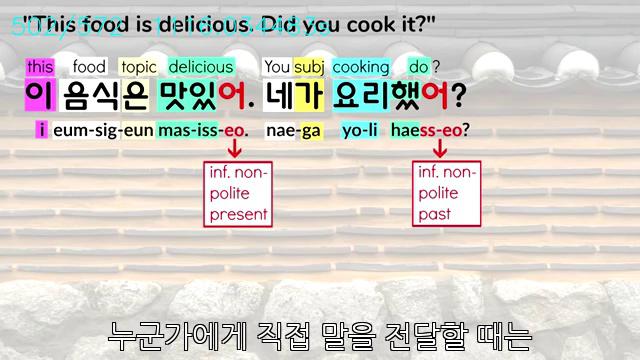 "This food is delicious. Did you cook it?"
this food topic delicious You subj cooking do ?
이 음식은 맛있어. 네가 요리했어?
i eum-sig-eun mas-iss-eo. nae-ga yo-li haess-eo?
inf. non-
polite
present
inf. non-
polite
past
누군가에게 직접 말을 전달할 때는